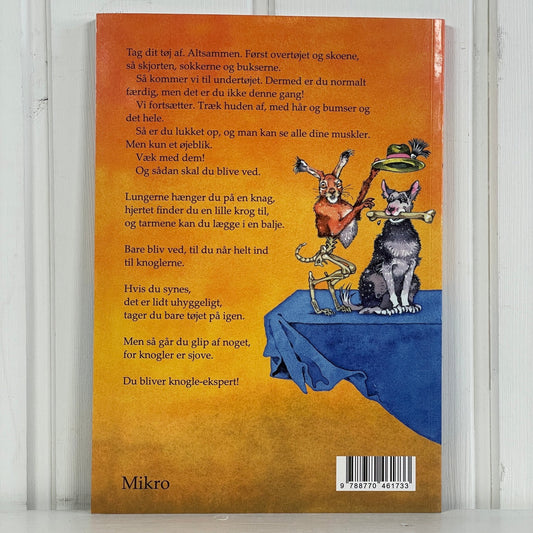 Tag dit tøj af. Altsammen. Først overtøjet og skoene,
så skjorten, sokkerne og bukserne.
Så kommer vi til undertøjet. Dermed er du normalt
færdig, men det er du ikke denne gang!
Vi fortsætter. Træk huden af, med hår og bumser og
det hele.
Så er du lukket op, og man kan se alle dine muskler.
Men kun et øjeblik.
Væk med dem!
Og sådan skal du blive ved.
Lungerne hænger du på en knag,
hjertet finder du en lille krog til,
og tarmene kan du lægge i en balje.
Bare bliv ved, til du når helt ind
til knoglerne.
Hvis du synes,
det er lidt uhyggeligt,
tager du bare tøjet på igen.
Men så går du glip af noget,
for knogler er sjove.
Du bliver knogle-ekspert!
Mikro
9 788770 461733